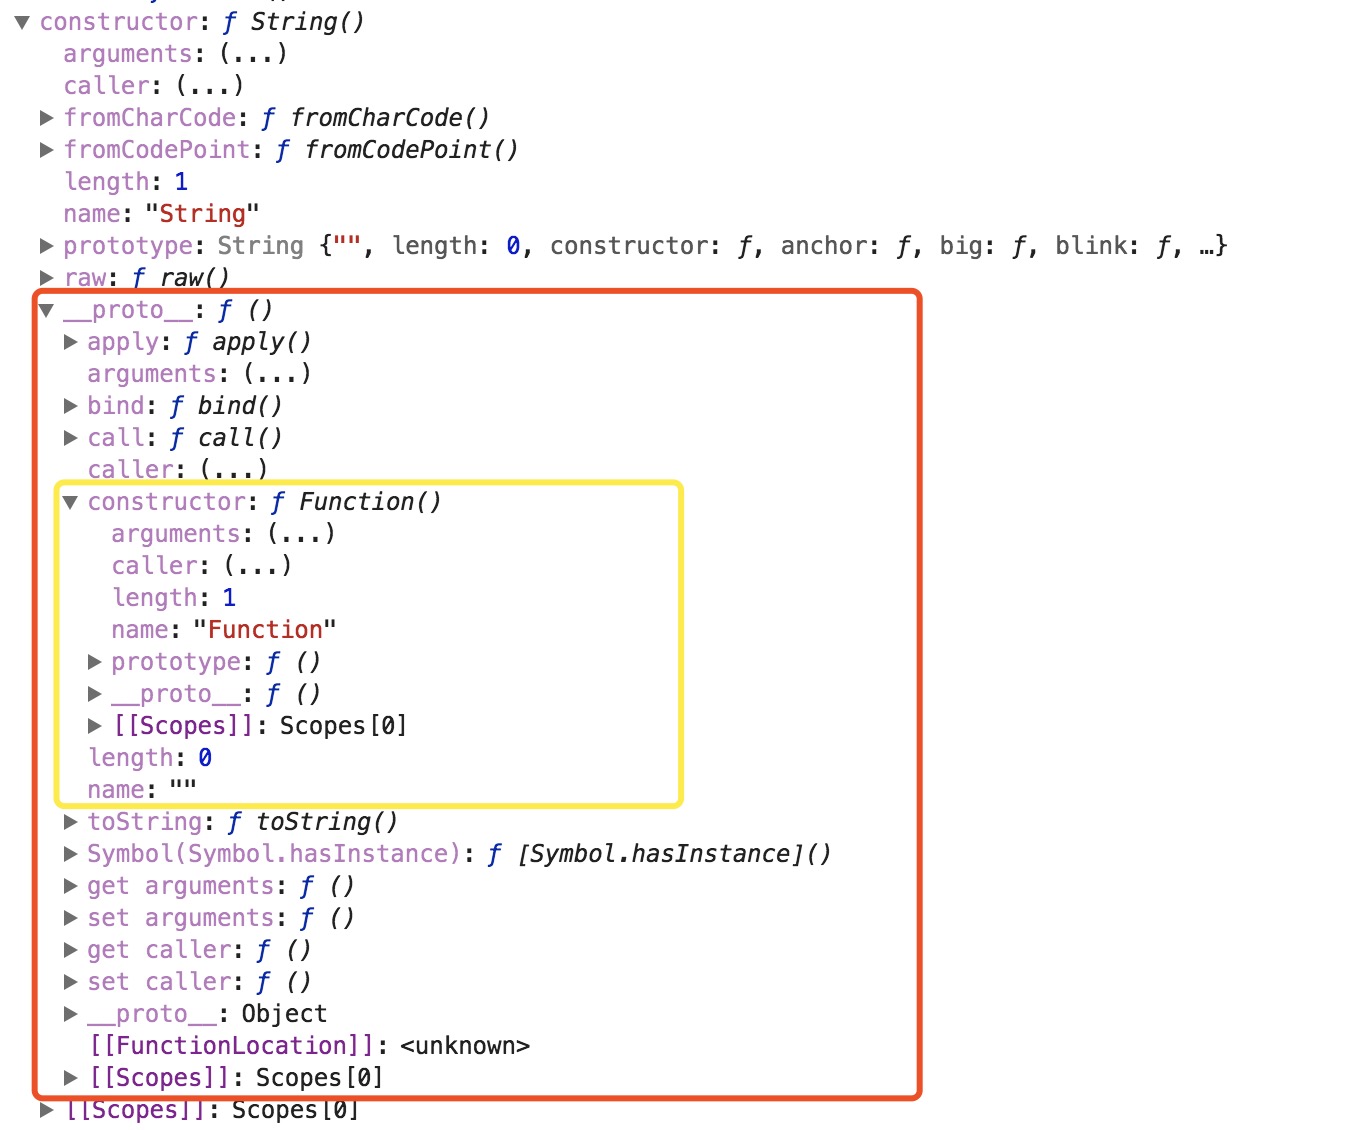 constructor: ƒ String()
arguments: (...)
caller: (...)
fromCharCode: ƒ fromCharCode()
fromCodePoint: ƒ fromCodePoint()
length: 1
name: "String"
prototype: String {"", length: 0, constructor: ƒ, anchor: ƒ, big: ƒ, blink: ƒ, …}
raw: ƒ raw()
__proto__: ƒ ()
apply: ƒ apply()
arguments: (...)
bind: ƒ bind()
call: ƒ call()
caller: (...)
constructor: ƒ Function()
arguments: (...)
caller: (...)
length: 1
name: "Function"
prototype: ƒ ()
__proto__: ƒ ()
[[Scopes]]: Scopes[0]
length: 0
name: ""
toString: ƒ toString()
Symbol(Symbol.hasInstance): ƒ [Symbol.hasInstance]()
get arguments: ƒ ()
set arguments: ƒ ()
get caller: ƒ ()
set caller: ƒ ()
__proto__: Object
[[FunctionLocation]]: <unknown>
[[Scopes]]: Scopes[0]
[[Scopes]]: Scopes[0]